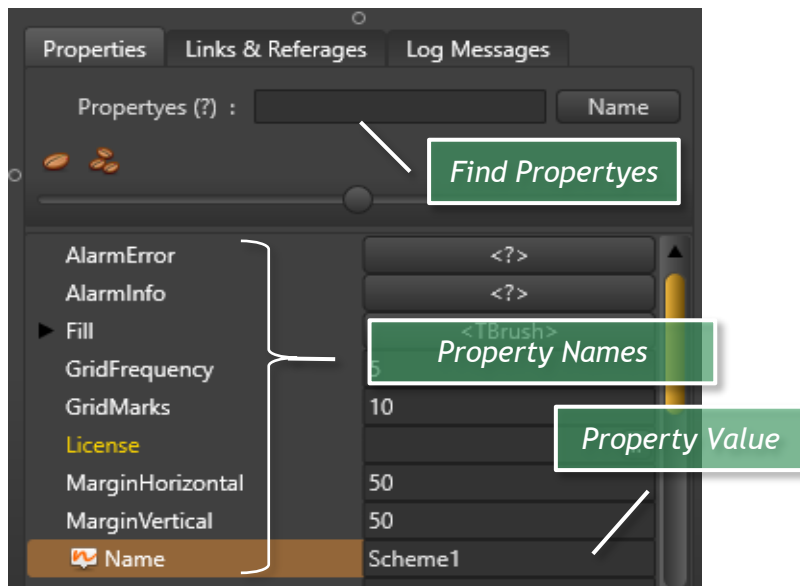 Properties Links & Referages Log Messages
Propertyes (?) : Name
Find Propertyes
AlarmError <?>
AlarmInfo <?>
Fill <TBrush>
Property Names
GridFrequency 5
GridMarks 10
Property Value
License
MarginHorizontal 50
MarginVertical 50
Name Scheme1